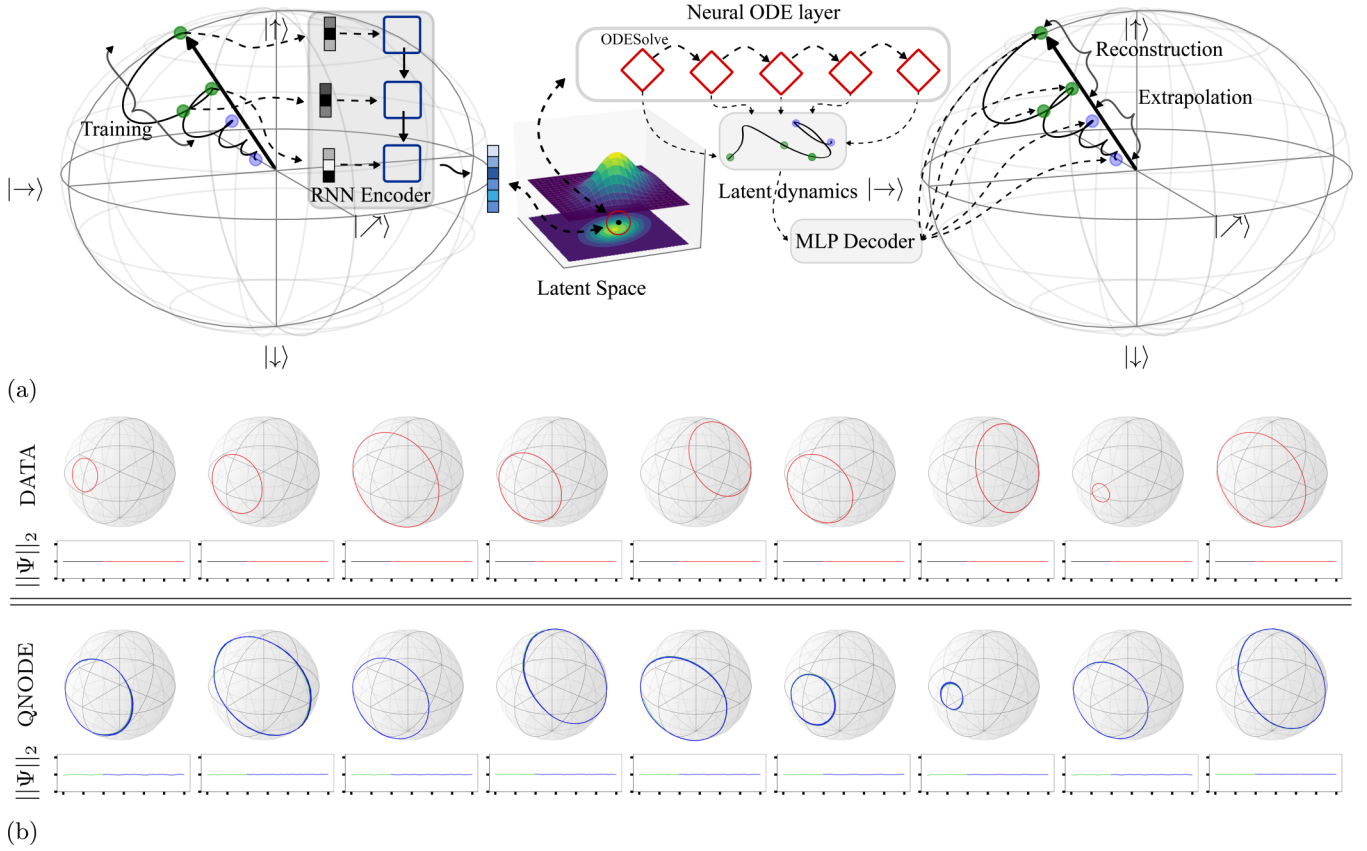 Neural ODE layer
|↑⟩
|↑⟩
ODESolve
Reconstruction
Training
Extrapolation
|→⟩
RNN Encoder
Latent dynamics
|→⟩
|↗⟩
|↗⟩
MLP Decoder
Latent Space
|↓⟩
|↓⟩
(a)
DATA
||Ψ||₂
QNODE
||Ψ||₂
(b)